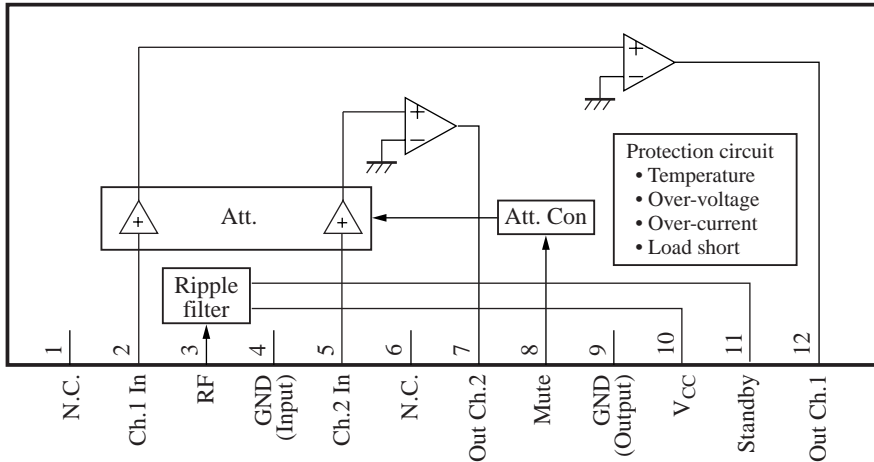 +
−
+
−
Protection circuit
• Temperature
• Over-voltage
• Over-current
• Load short
+
Att.
+
Att. Con
Ripple
filter
1
2
3
4
5
6
7
8
9
10
11
12
N.C.
Ch.1 In
RF
GND
(Input)
Ch.2 In
N.C.
Out Ch.2
Mute
GND
(Output)
VCC
Standby
Out Ch.1